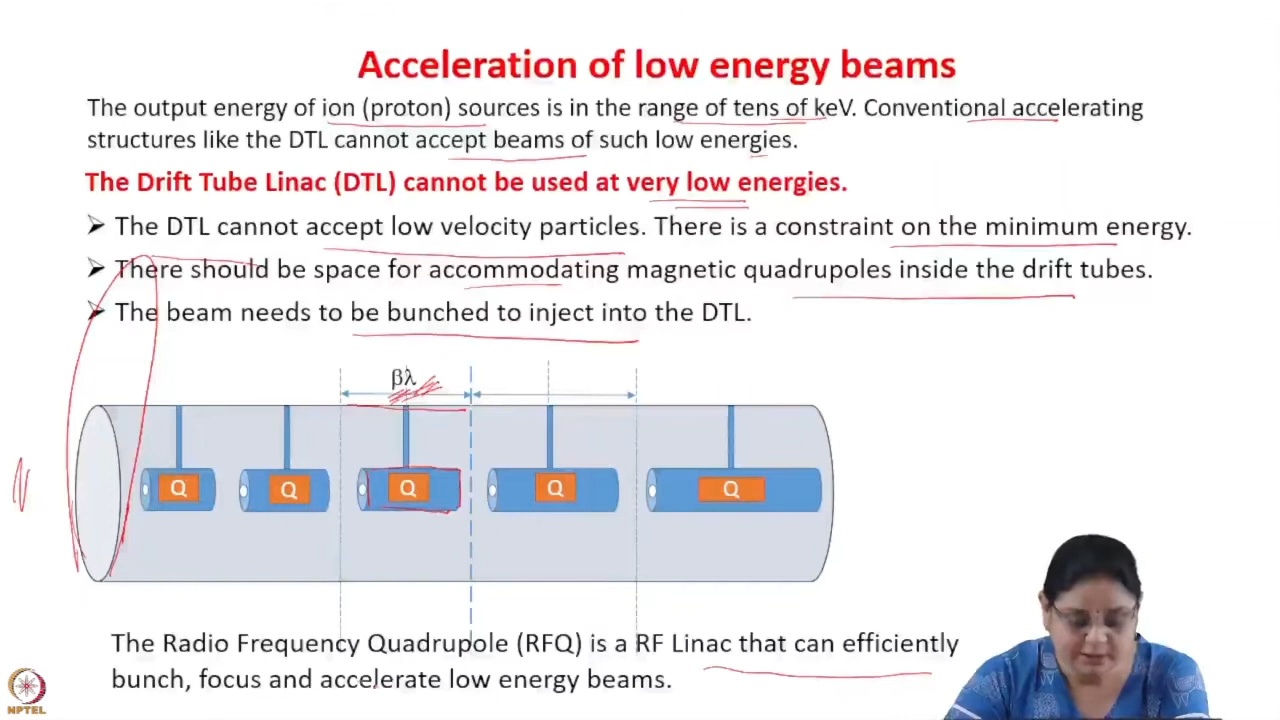 Acceleration of low energy beams
The output energy of ion (proton) sources is in the range of tens of keV. Conventional accelerating
structures like the DTL cannot accept beams of such low energies.
The Drift Tube Linac (DTL) cannot be used at very low energies.
➤ The DTL cannot accept low velocity particles. There is a constraint on the minimum energy.
➤ There should be space for accommodating magnetic quadrupoles inside the drift tubes.
➤ The beam needs to be bunched to inject into the DTL.
βλ
Q Q Q Q Q
The Radio Frequency Quadrupole (RFQ) is a RF Linac that can efficiently
bunch, focus and accelerate low energy beams.
NPTEL